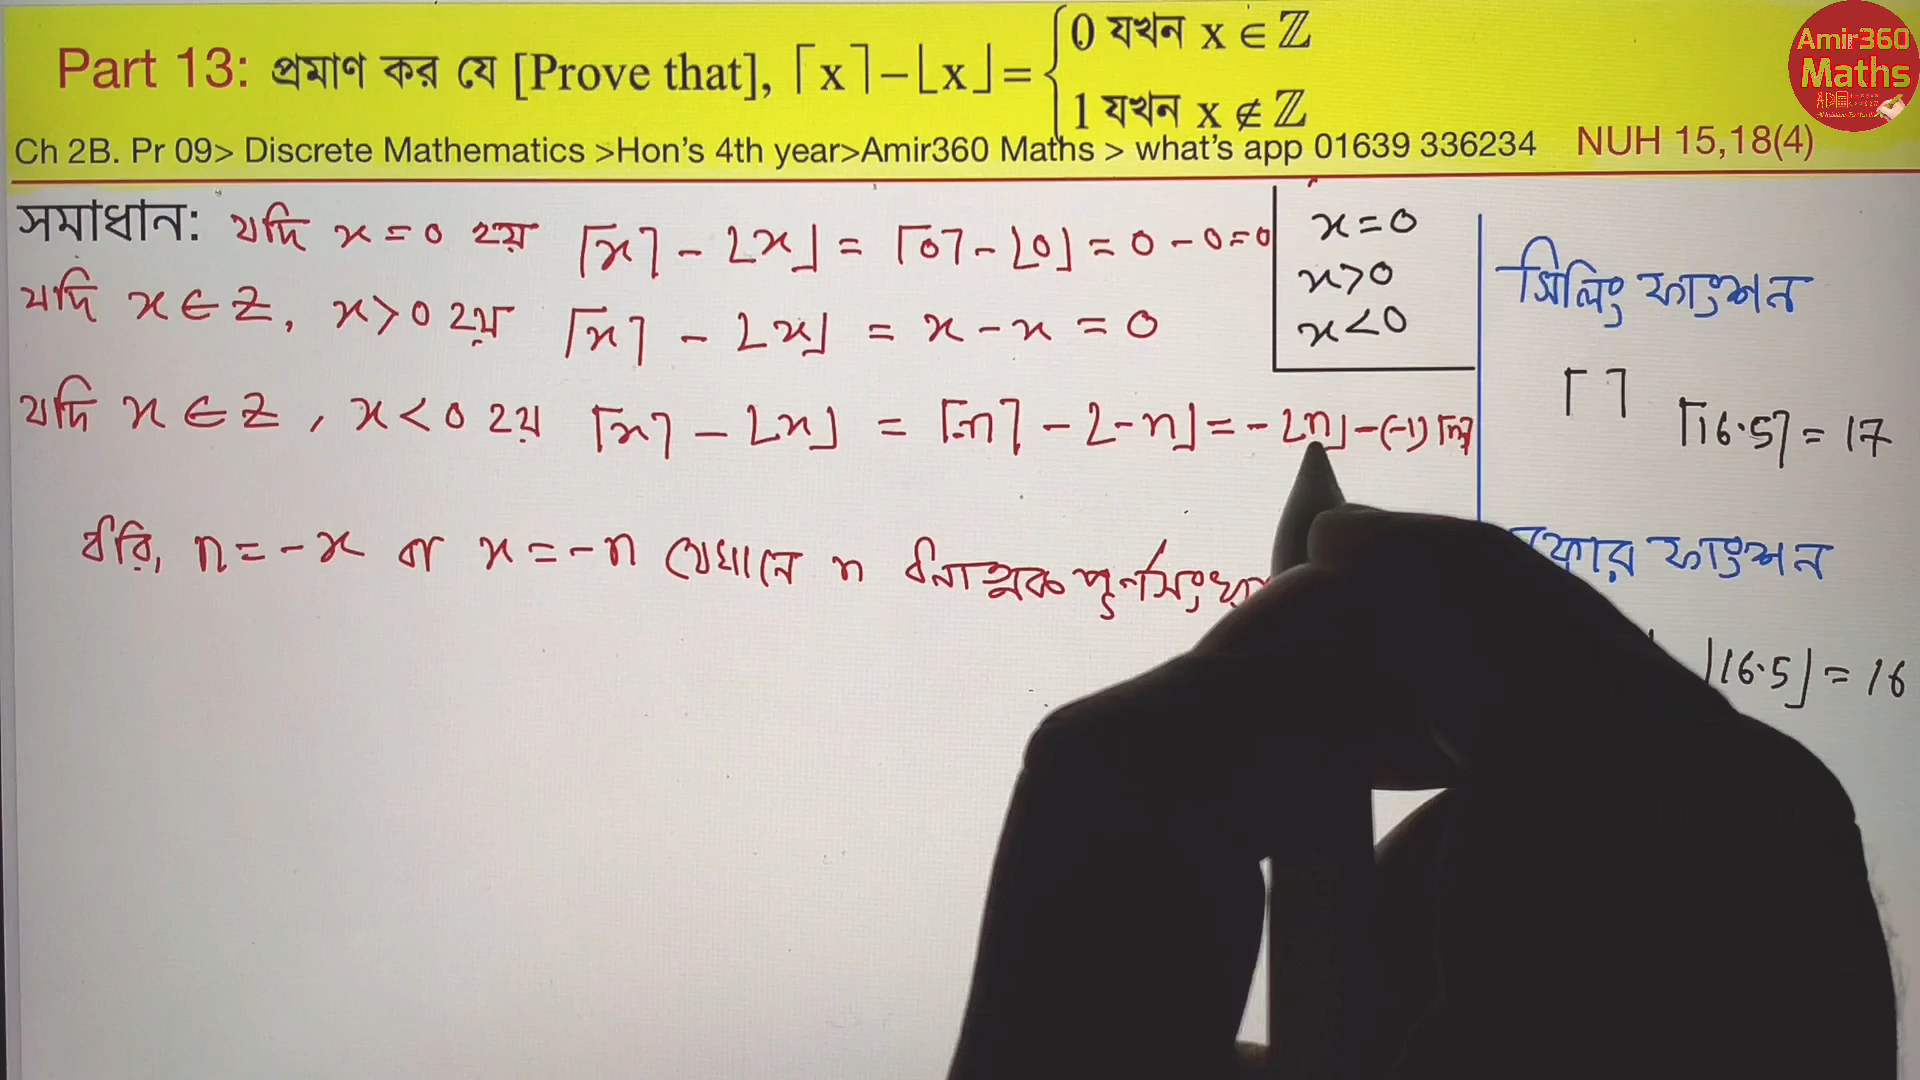 Part 13: প্রমাণ কর যে [Prove that], ⌈x⌉−⌊x⌋= { 0 যখন x ∈ ℤ
1 যখন x ∉ ℤ
Amir360
Maths
Ch 2B. Pr 09> Discrete Mathematics >Hon's 4th year>Amir360 Maths > what's app 01639 336234 NUH 15,18(4)
সমাধান: যদি x = 0 হয় ⌈x⌉ − ⌊x⌋ = ⌈0⌉ − ⌊0⌋ = 0 − 0 = 0
যদি x ∈ Z, x > 0 হয় ⌈x⌉ − ⌊x⌋ = x − x = 0
যদি x ∈ Z, x < 0 হয় ⌈x⌉ − ⌊x⌋ = ⌈-n⌉ − ⌊-n⌋ = −⌊n⌋ − (−1)⌈n⌉
ধরি, n = −x বা x = −n যেখানে n ধনাত্মক পূর্ণসংখ্যা
x = 0
x > 0
x < 0
সিলিং ফাংশন
⌈ ⌉ ⌈16.5⌉ = 17
ফ্লোর ফাংশন
⌊16.5⌋ = 16